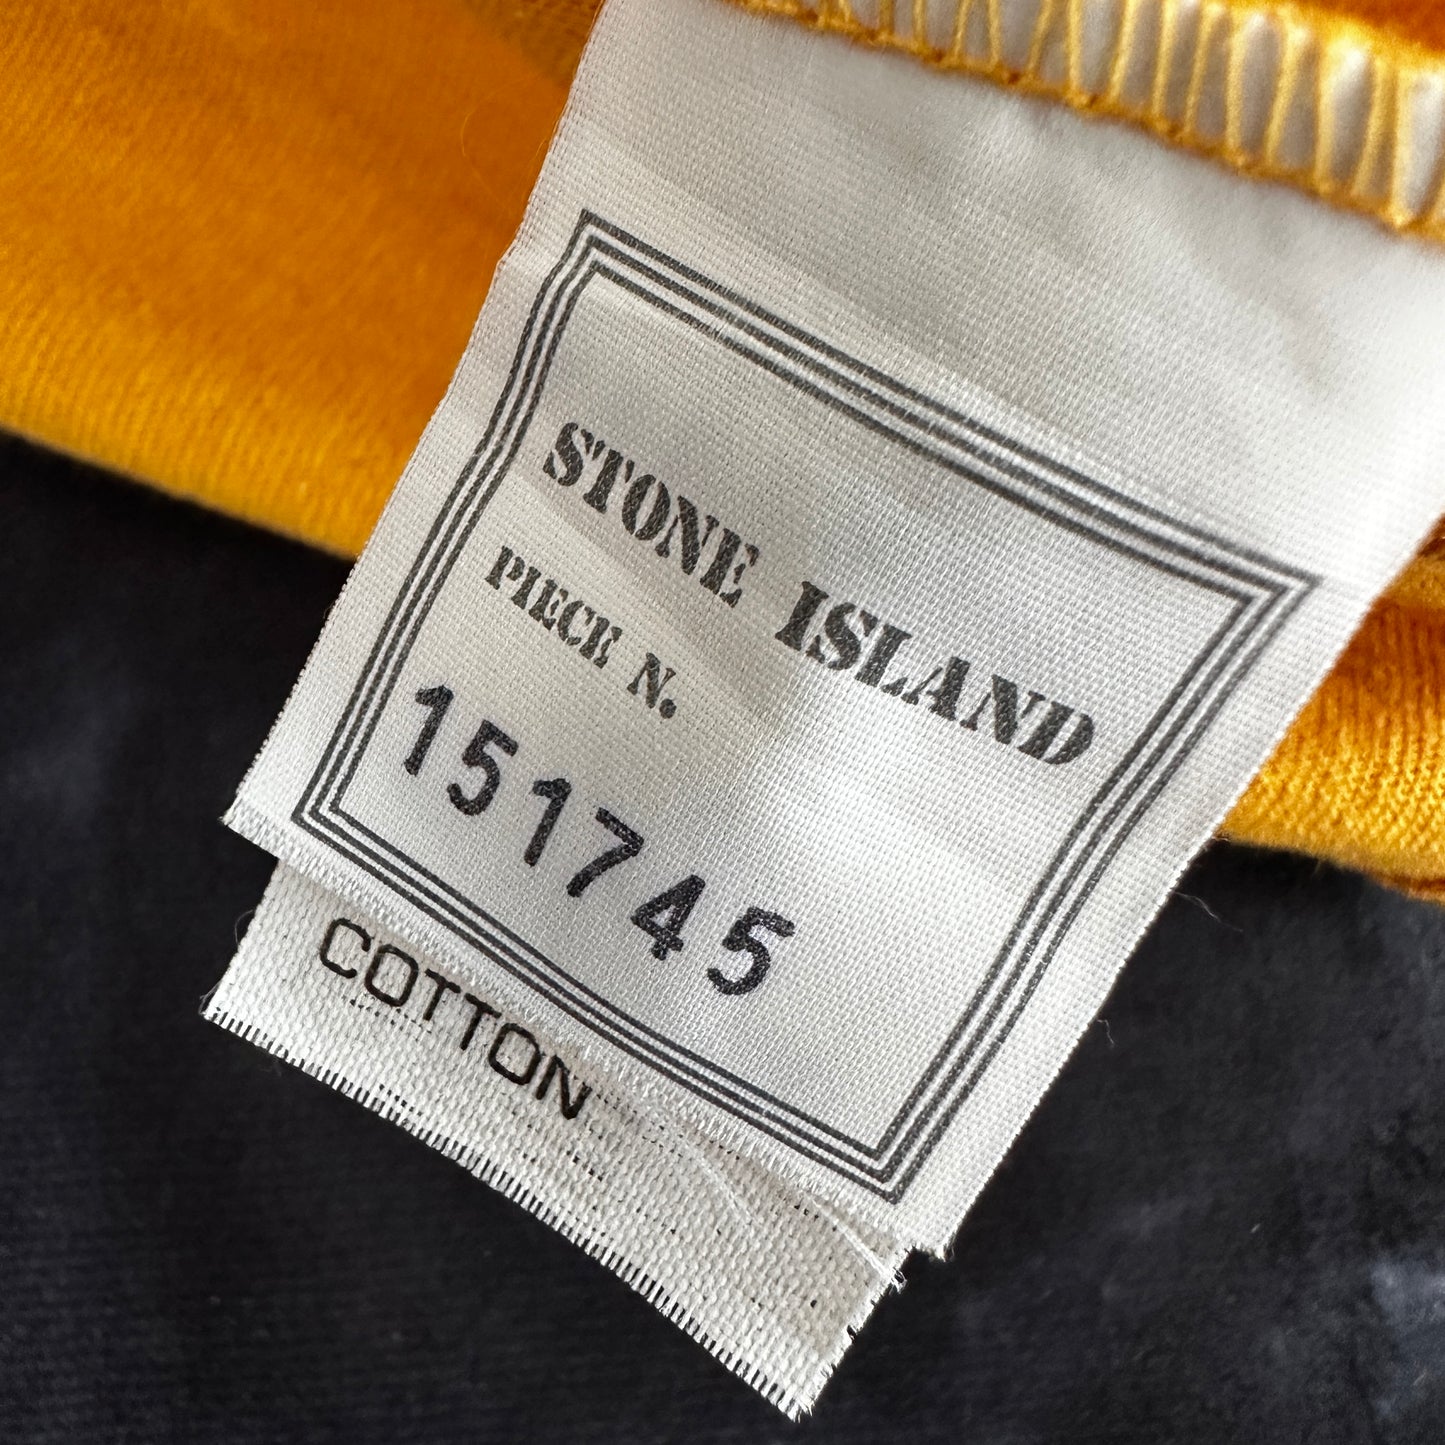 STONE ISLAND
PIECE N.
151745
COTTON